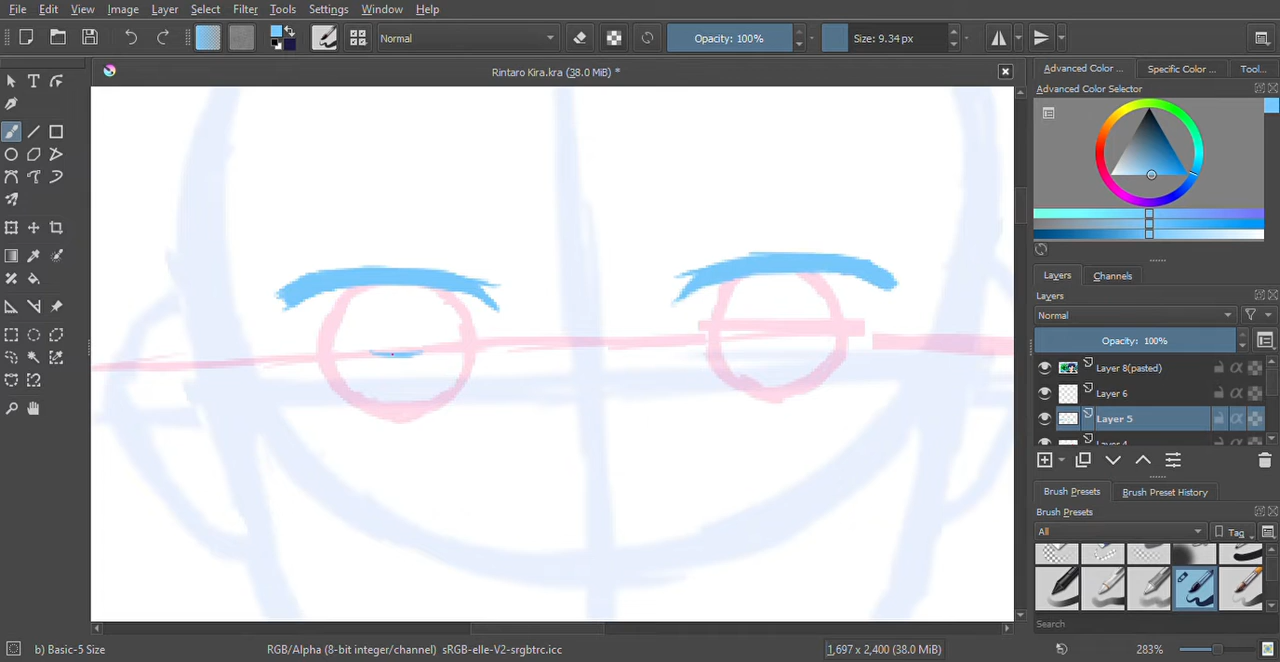 File Edit View Image Layer Select Filter Tools Settings Window Help
Normal Opacity: 100% Size: 9.34 px
Rintaro Kira.kra (38.0 MiB) *
Advanced Color ... Specific Color ... Tool...
Advanced Color Selector
Layers Channels
Layers
Normal
Opacity: 100%
Layer 8(pasted)
Layer 6
Layer 5
Layer 4
Brush Presets Brush Preset History
Brush Presets
All Tag
Search
b) Basic-5 Size RGB/Alpha (8-bit integer/channel) sRGB-elle-V2-srgbtrc.icc 1,697 x 2,400 (38.0 MiB) 283%